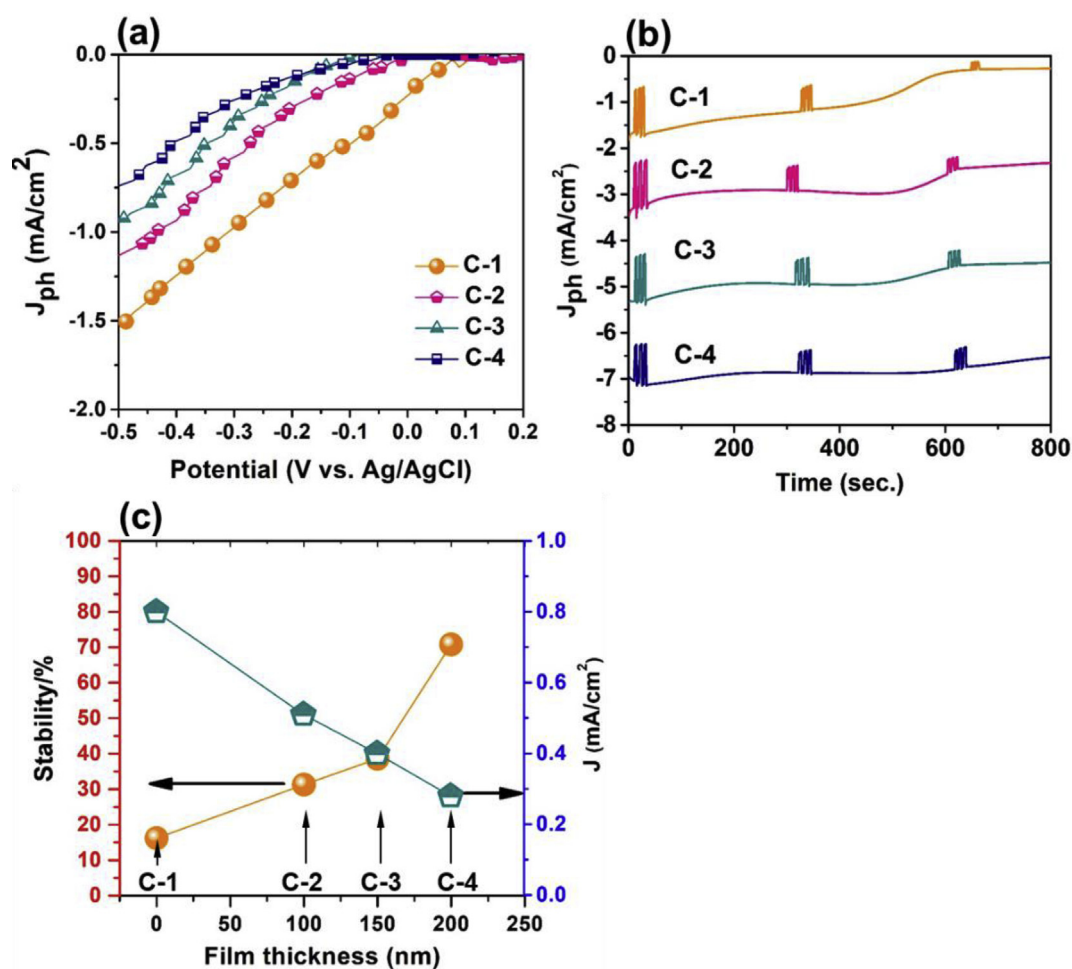 (a)
0.0
-0.5
-1.0
-1.5
-2.0
J_ph (mA/cm²)
C-1
C-2
C-3
C-4
-0.5 -0.4 -0.3 -0.2 -0.1 0.0 0.1 0.2
Potential (V vs. Ag/AgCl)
(b)
0
-1
-2
-3
-4
-5
-6
-7
-8
J_ph (mA/cm²)
C-1
C-2
C-3
C-4
0 200 400 600 800
Time (sec.)
(c)
100
90
80
70
60
50
40
30
20
10
0
Stability/%
1.0
0.8
0.6
0.4
0.2
0.0
J (mA/cm²)
C-1 C-2 C-3 C-4
0 50 100 150 200 250
Film thickness (nm)